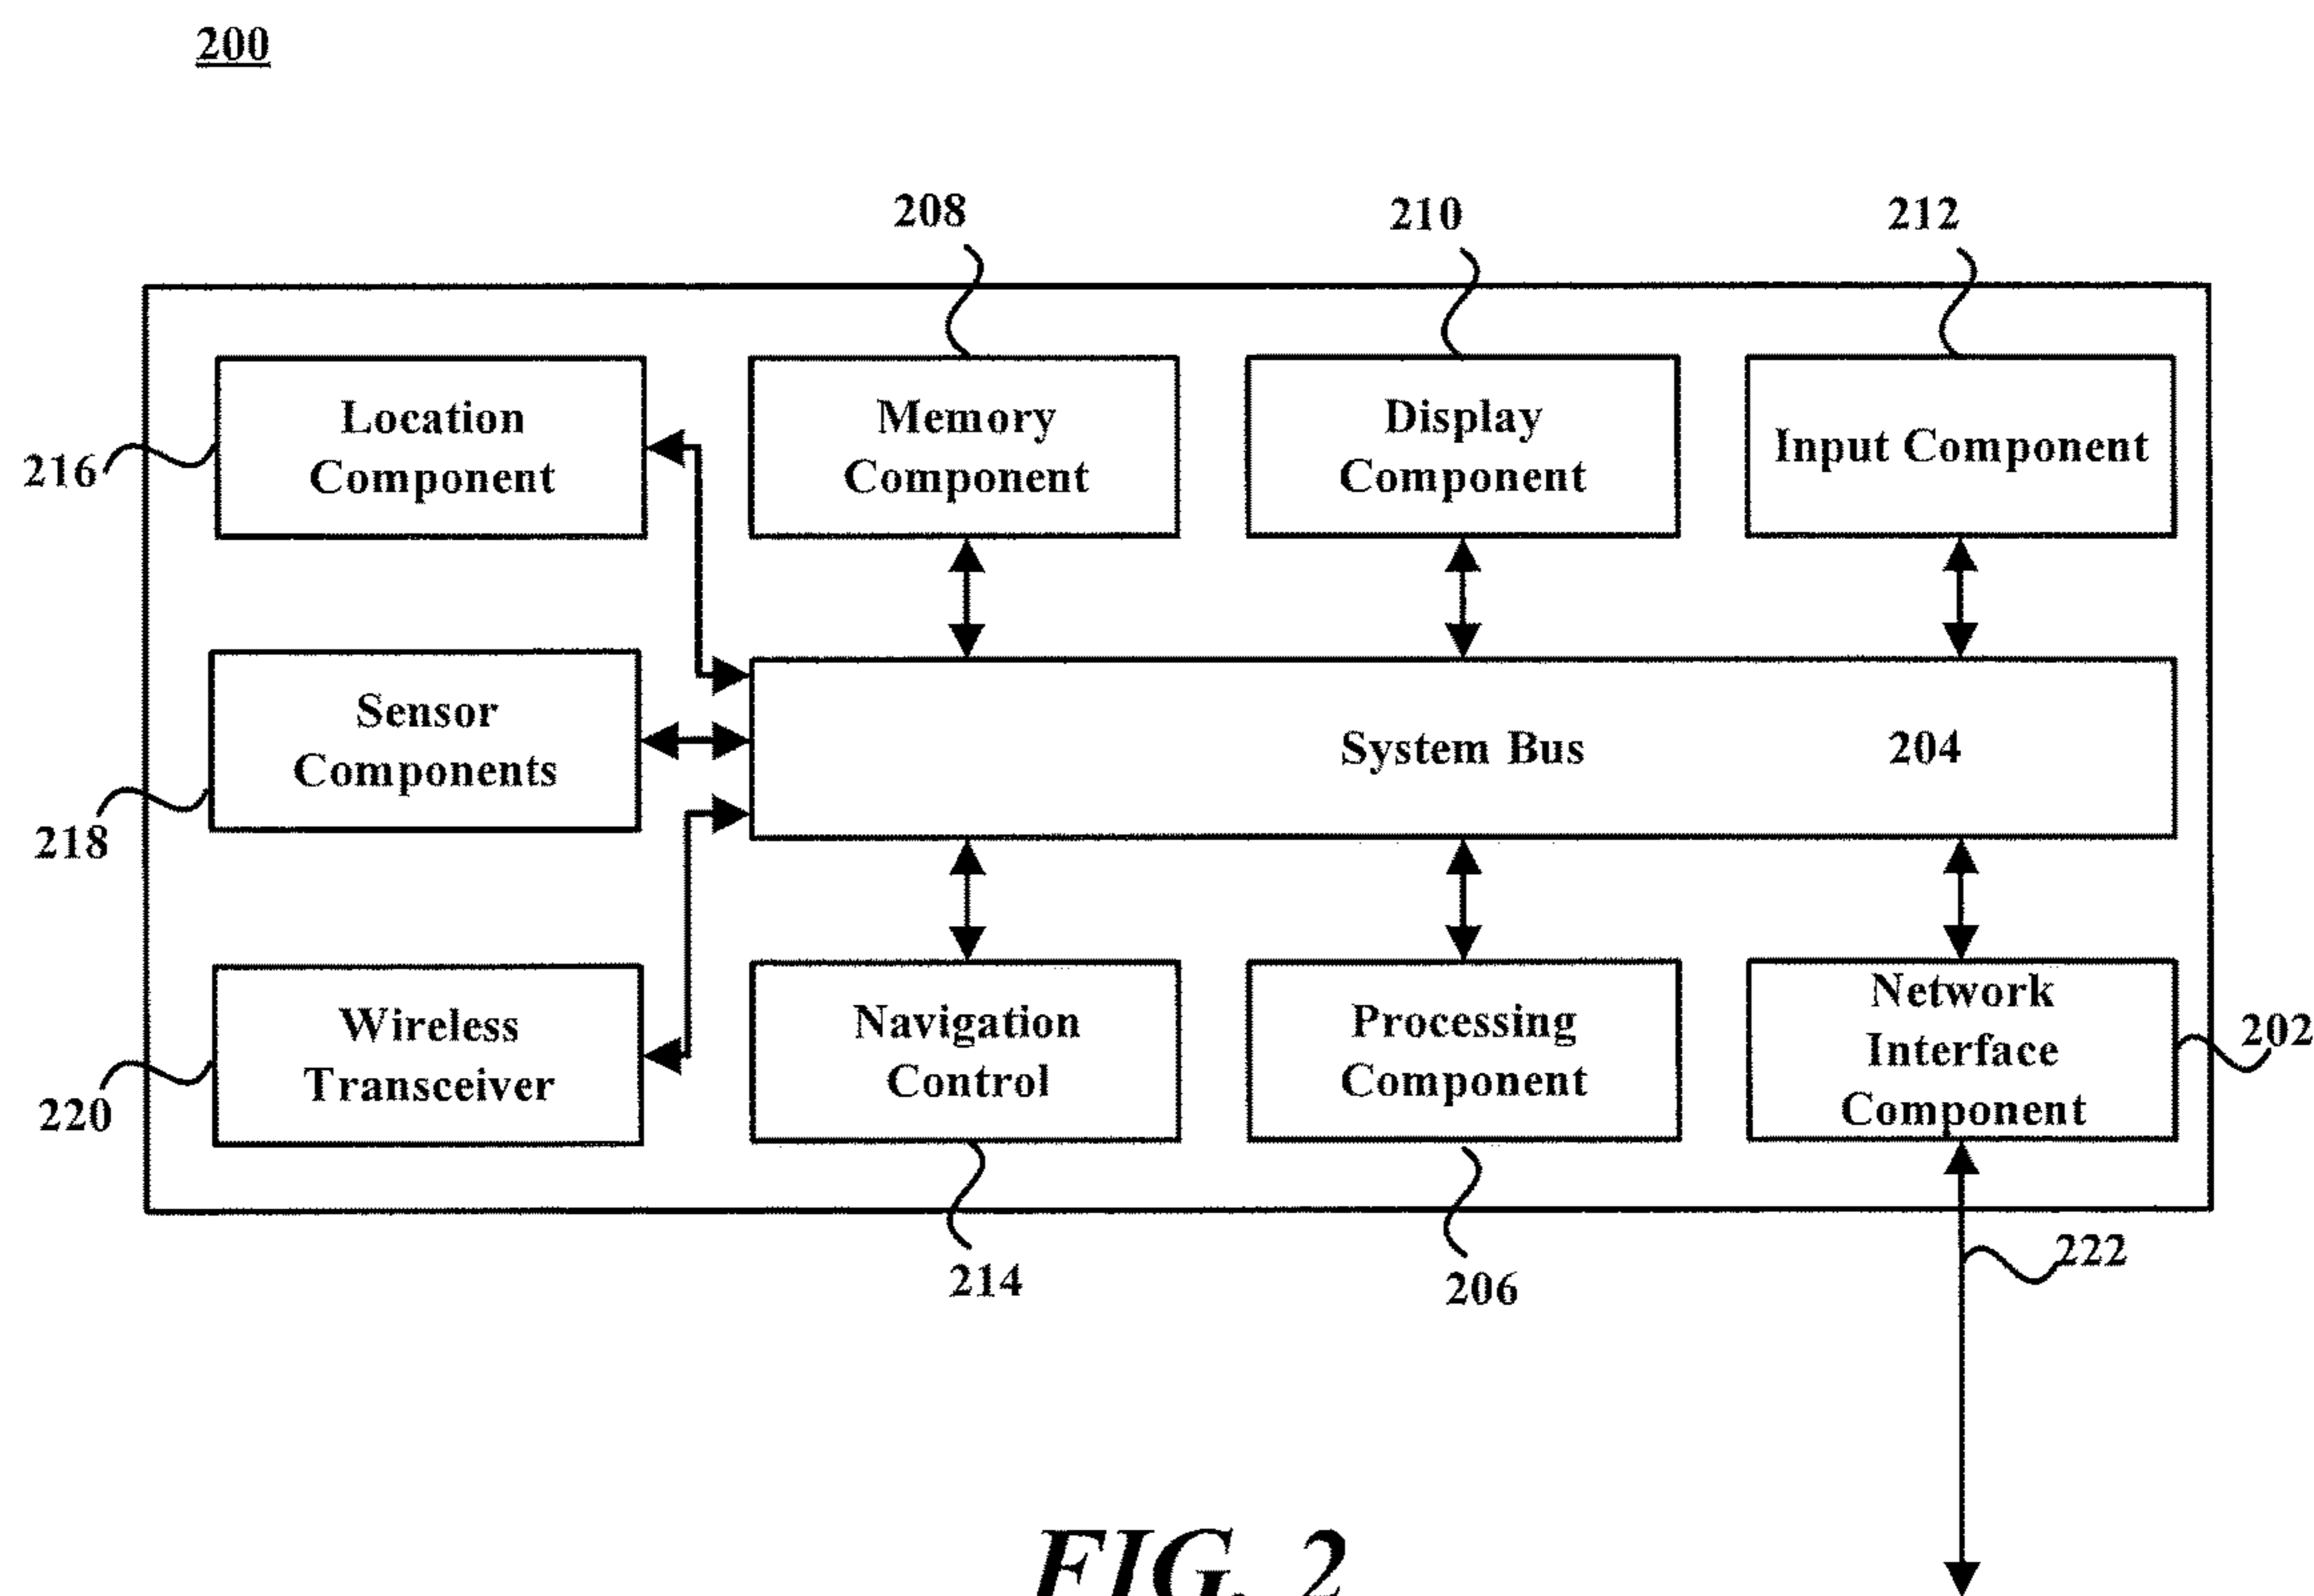 200
208
210
212
Location
Component
Memory
Component
Display
Component
Input Component
216
Sensor
Components
System Bus
204
218
Wireless
Transceiver
Navigation
Control
Processing
Component
Network
Interface
Component
202
220
214
206
222
FIG. 2